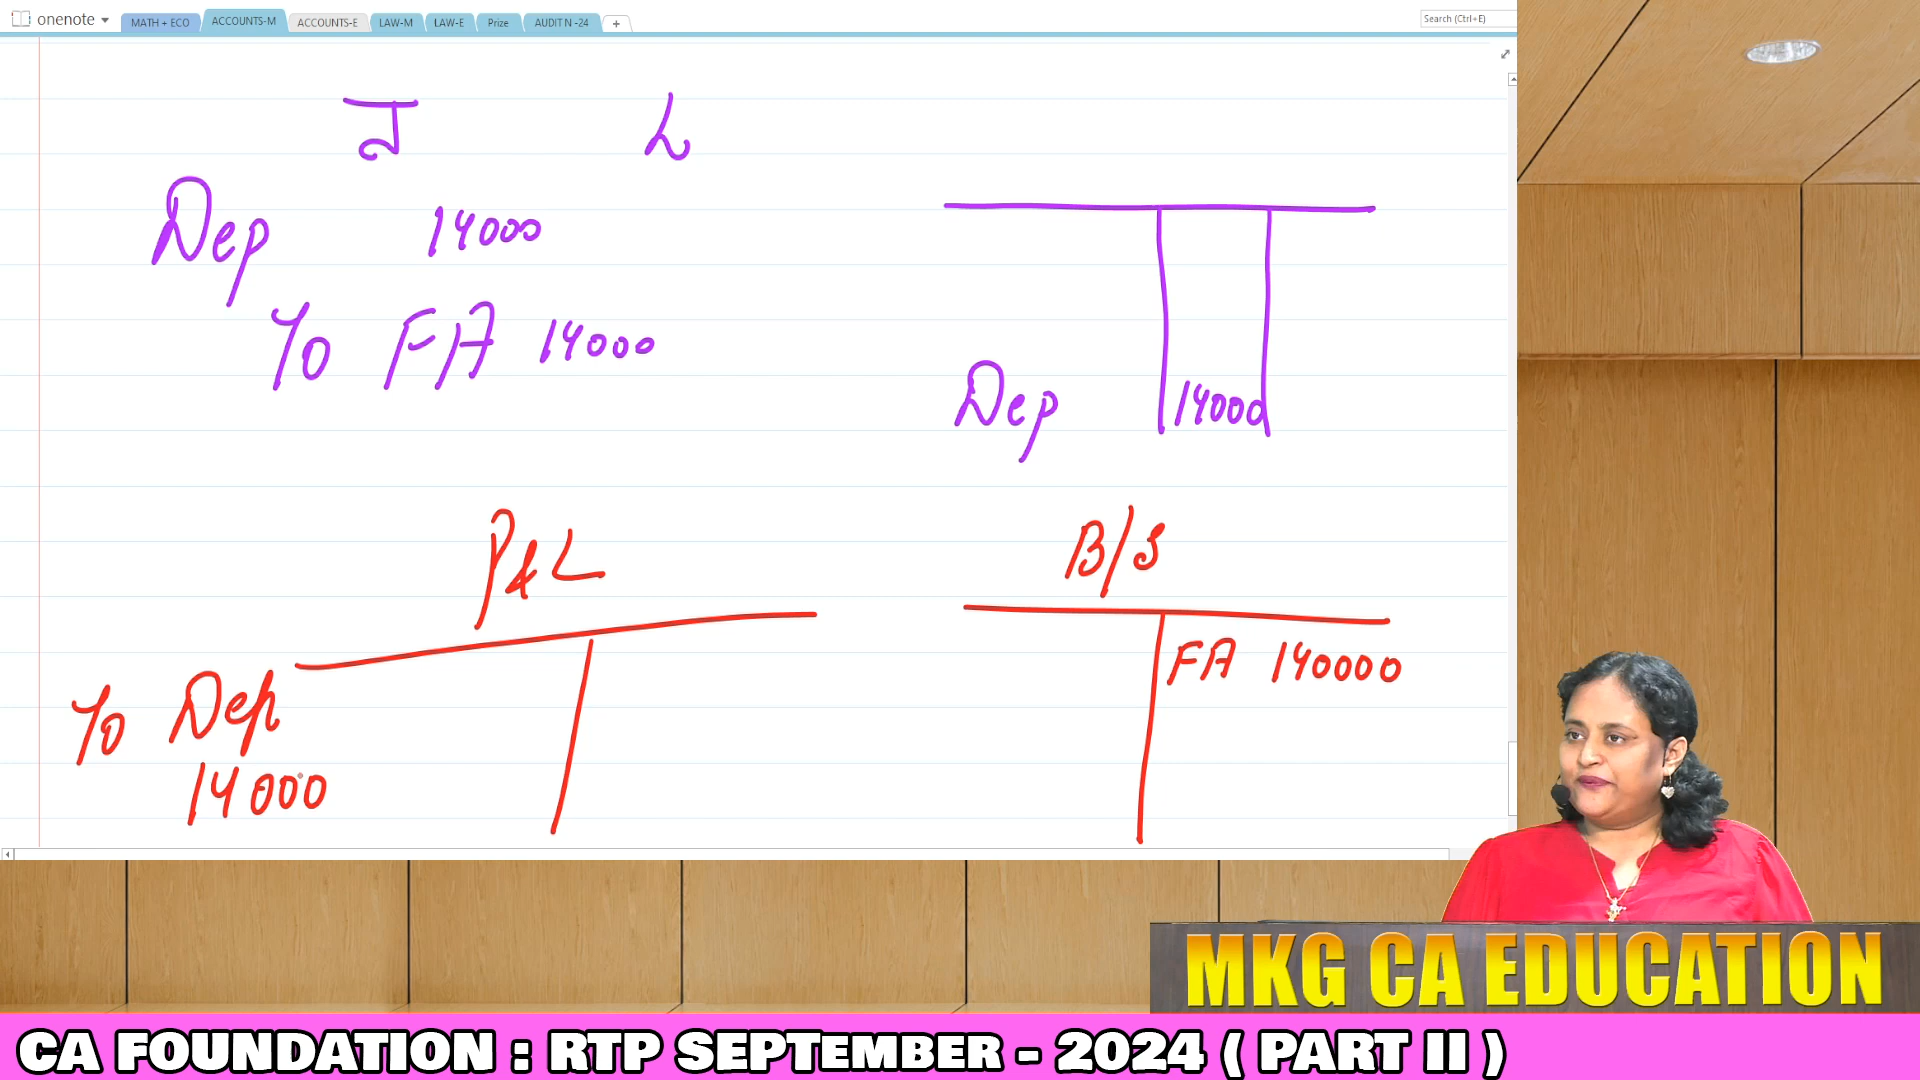 onenote
MATH + ECO ACCOUNTS-M ACCOUNTS-E LAW-M LAW-E Prize AUDIT N -24 +
Search (Ctrl+E)
J L
Dep 14000
To FA 14000
Dep 14000
P&L B/S
FA 140000
To Dep
14000
MKG CA EDUCATION
CA FOUNDATION : RTP SEPTEMBER - 2024 ( PART II )